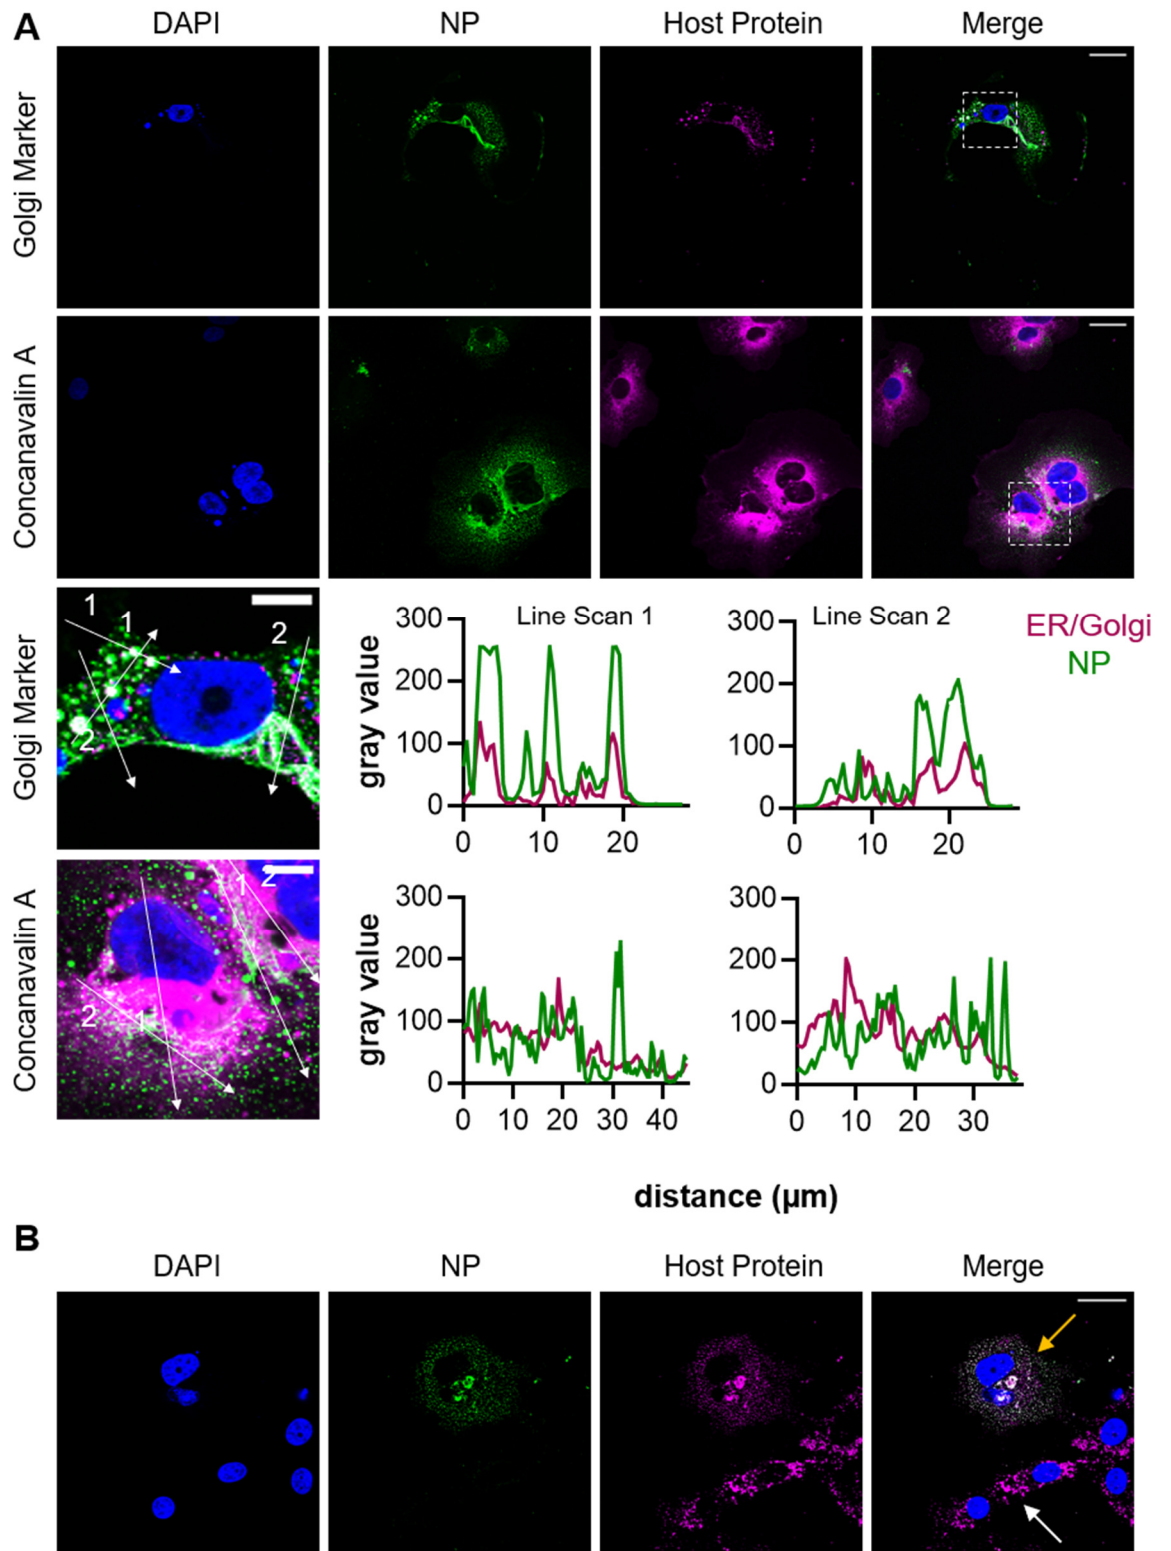 A
DAPI NP Host Protein Merge
Golgi Marker
Concanavalin A
Golgi Marker
1
1
2
2
Line Scan 1
gray value
300
200
100
0
0 10 20
Line Scan 2
300
200
100
0
0 10 20
ER/Golgi
NP
Concanavalin A
1
2
2
1
gray value
300
200
100
0
0 10 20 30 40
300
200
100
0
0 10 20 30
distance (µm)
B
DAPI NP Host Protein Merge